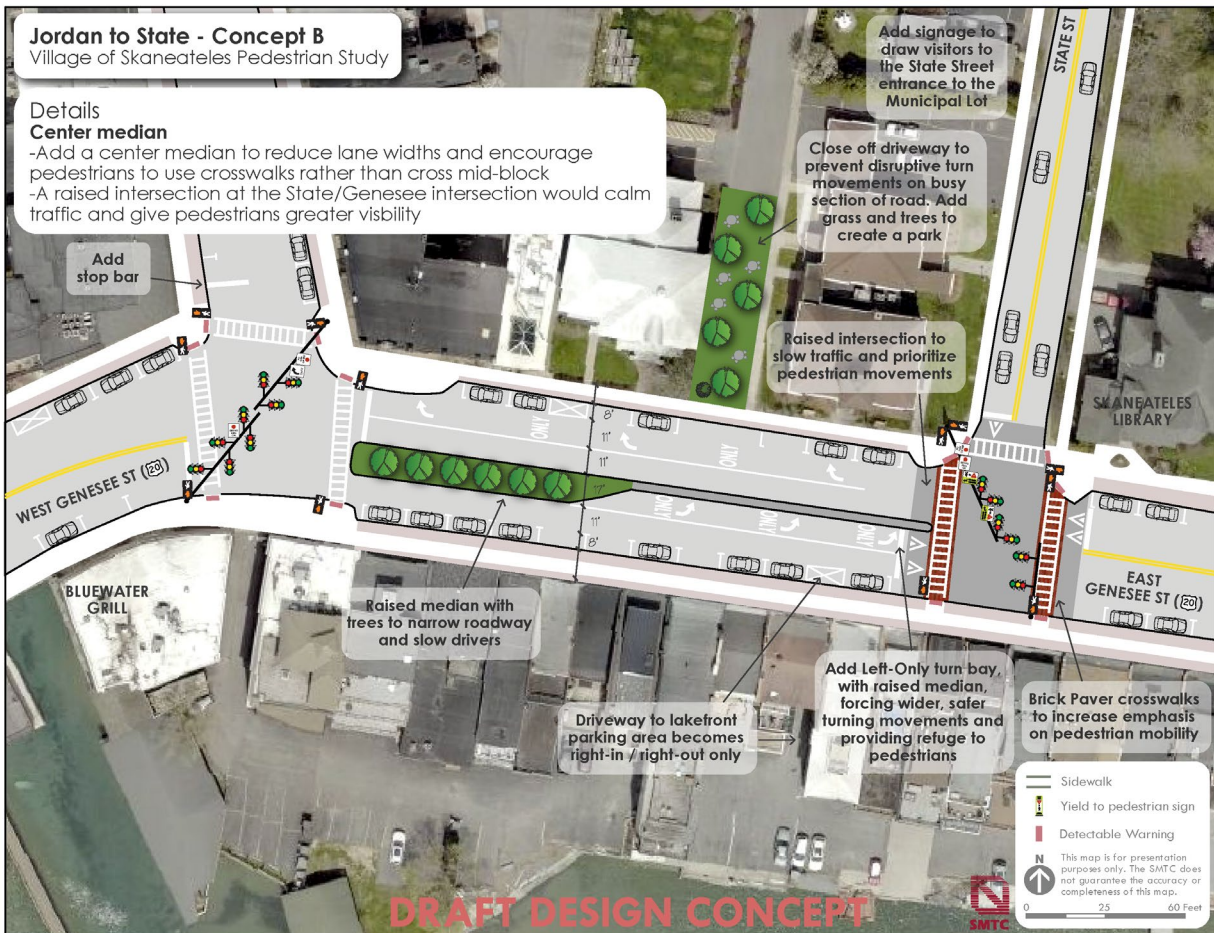 Jordan to State - Concept B
Village of Skaneateles Pedestrian Study
Details
Center median
-Add a center median to reduce lane widths and encourage
pedestrians to use crosswalks rather than cross mid-block
-A raised intersection at the State/Genesee intersection would calm
traffic and give pedestrians greater visbility
Add signage to
draw visitors to
the State Street
entrance to the
Municipal Lot
STATE ST
Close off driveway to
prevent disruptive turn
movements on busy
section of road. Add
grass and trees to
create a park
Add
stop bar
Raised intersection to
slow traffic and prioritize
pedestrian movements
SKANEATELES
LIBRARY
8'
11'
11'
7'
11'
8'
ONLY
ONLY
ONLY
ONLY
ONLY
WEST GENESEE ST (20)
EAST
GENESEE ST (20)
BLUEWATER
GRILL
Raised median with
trees to narrow roadway
and slow drivers
Driveway to lakefront
parking area becomes
right-in / right-out only
Add Left-Only turn bay,
with raised median,
forcing wider, safer
turning movements and
providing refuge to
pedestrians
Brick Paver crosswalks
to increase emphasis
on pedestrian mobility
Sidewalk
Yield to pedestrian sign
Detectable Warning
N
This map is for presentation
purposes only. The SMTC does
not guarantee the accuracy or
completeness of this map.
0 25 60 Feet
SMTC
DRAFT DESIGN CONCEPT